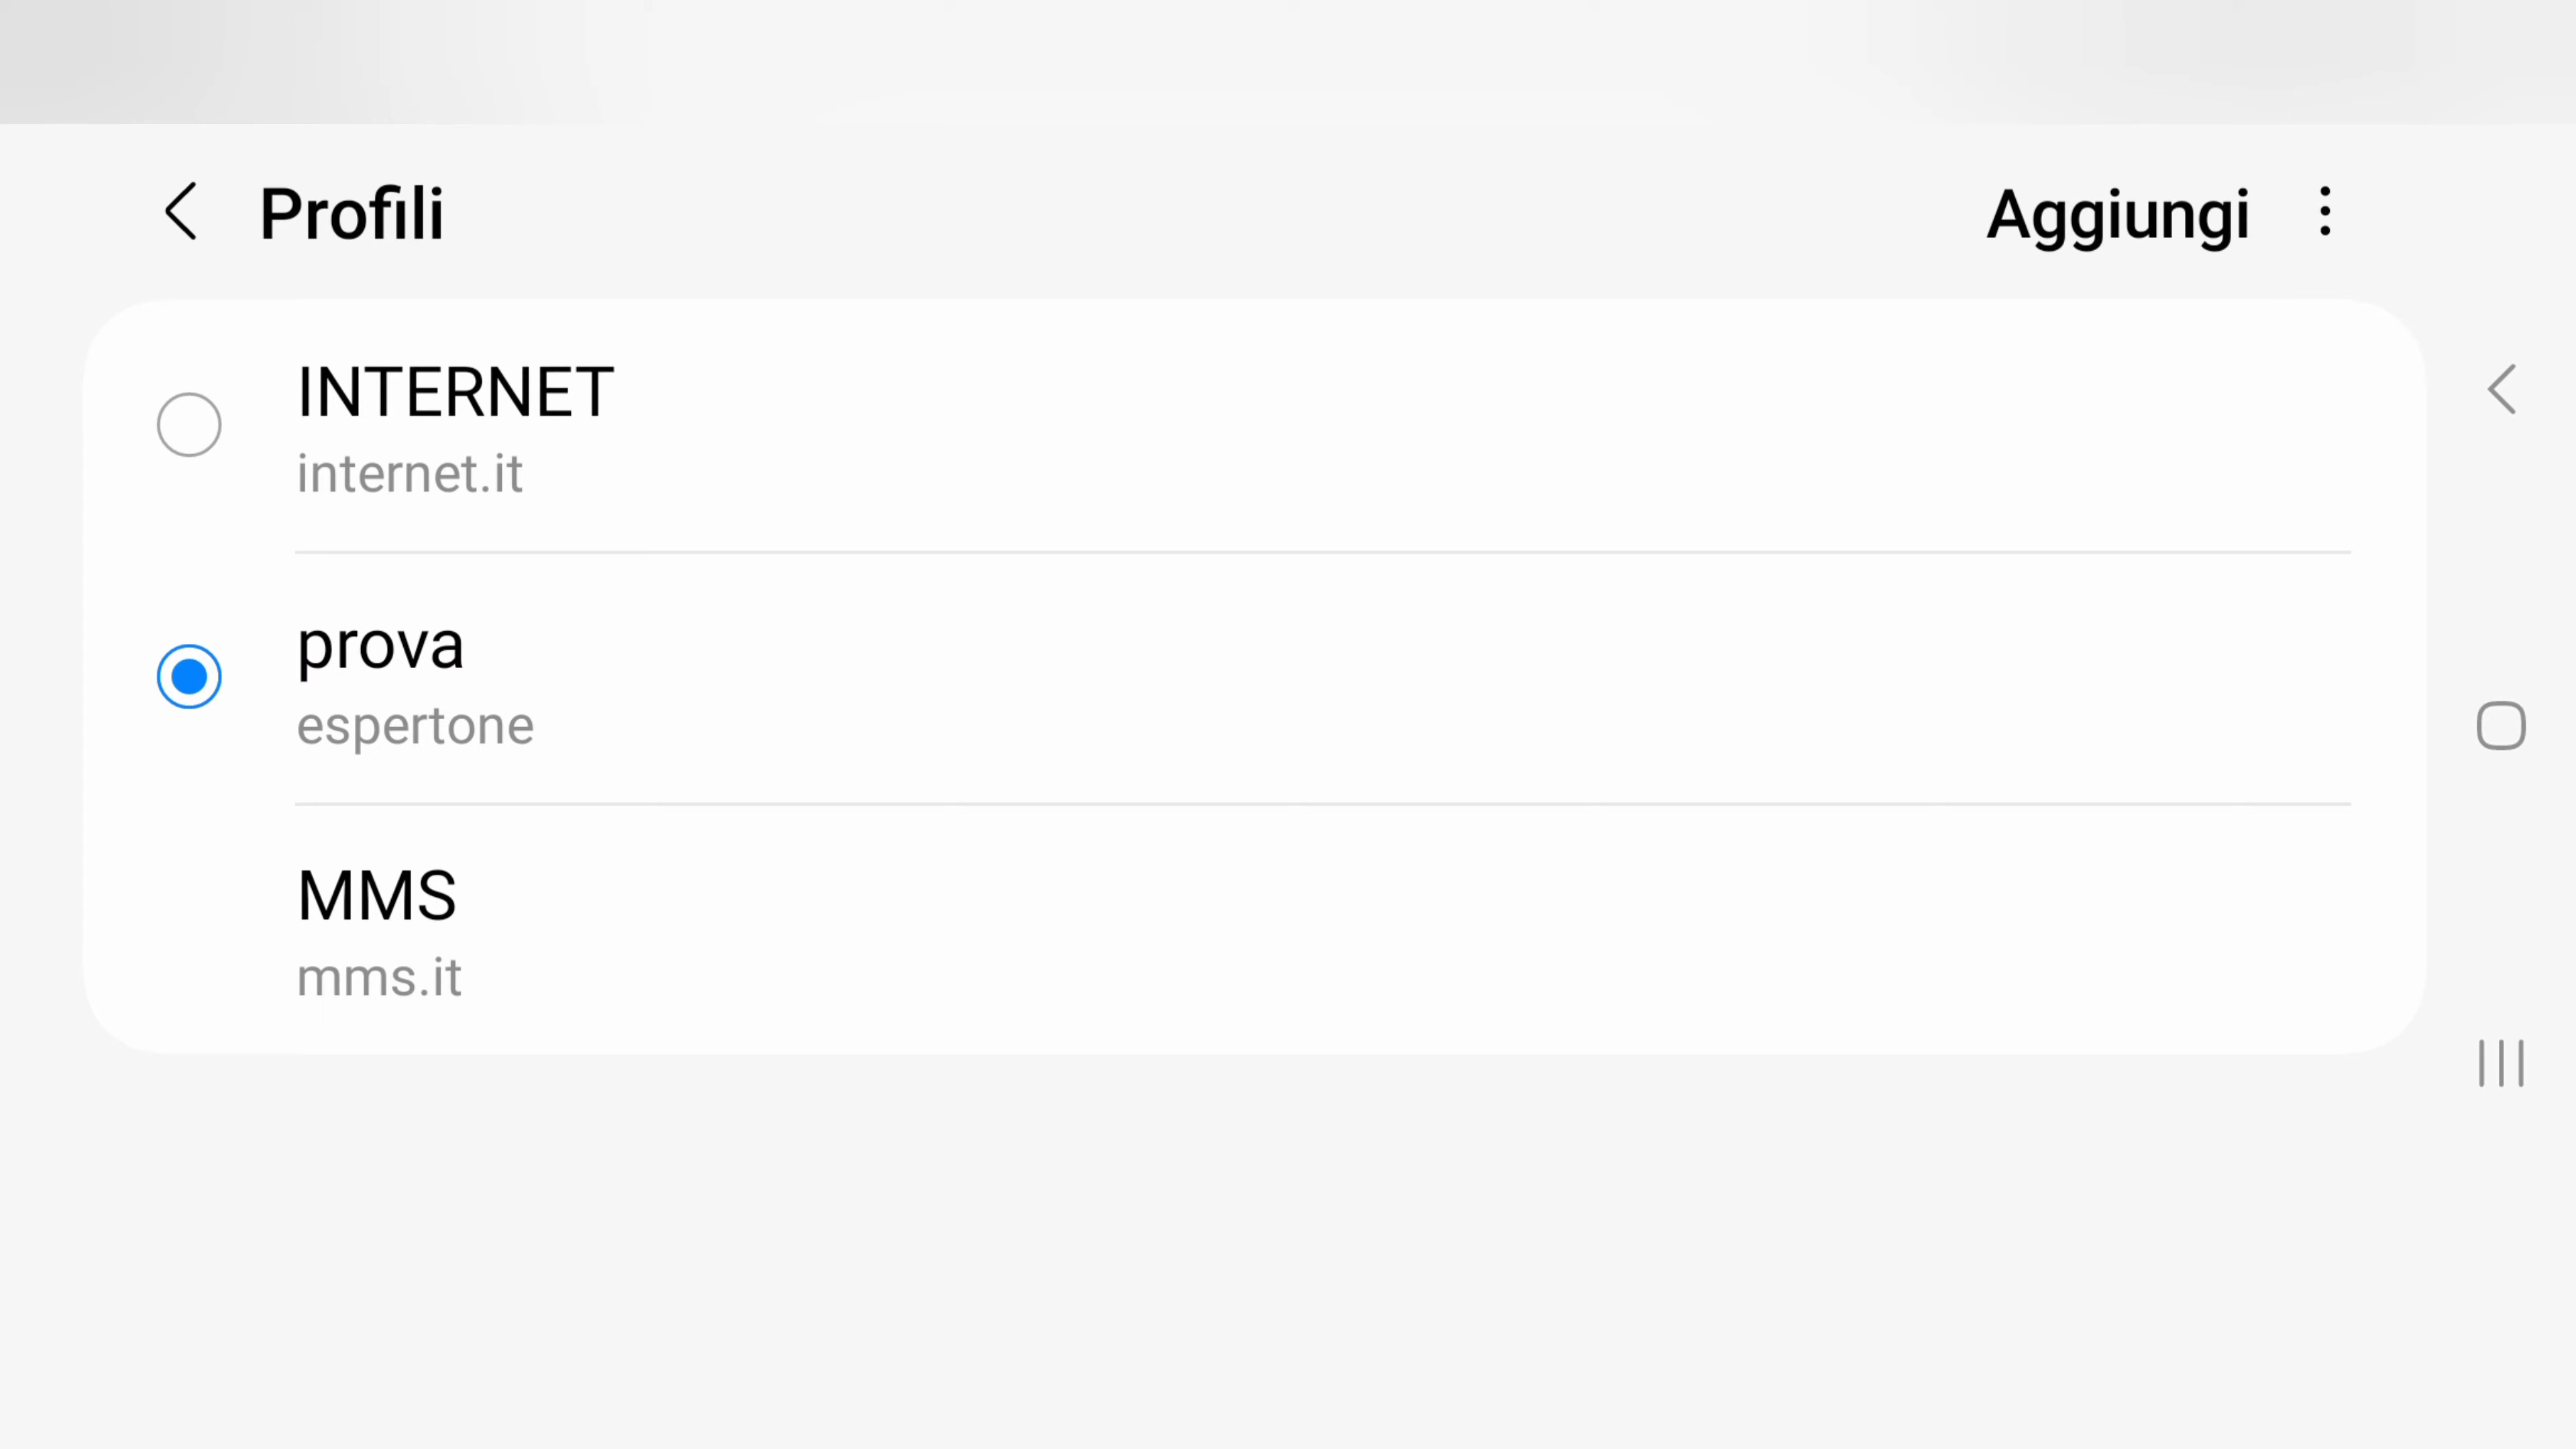 Profili
Aggiungi
INTERNET
internet.it
prova
espertone
MMS
mms.it